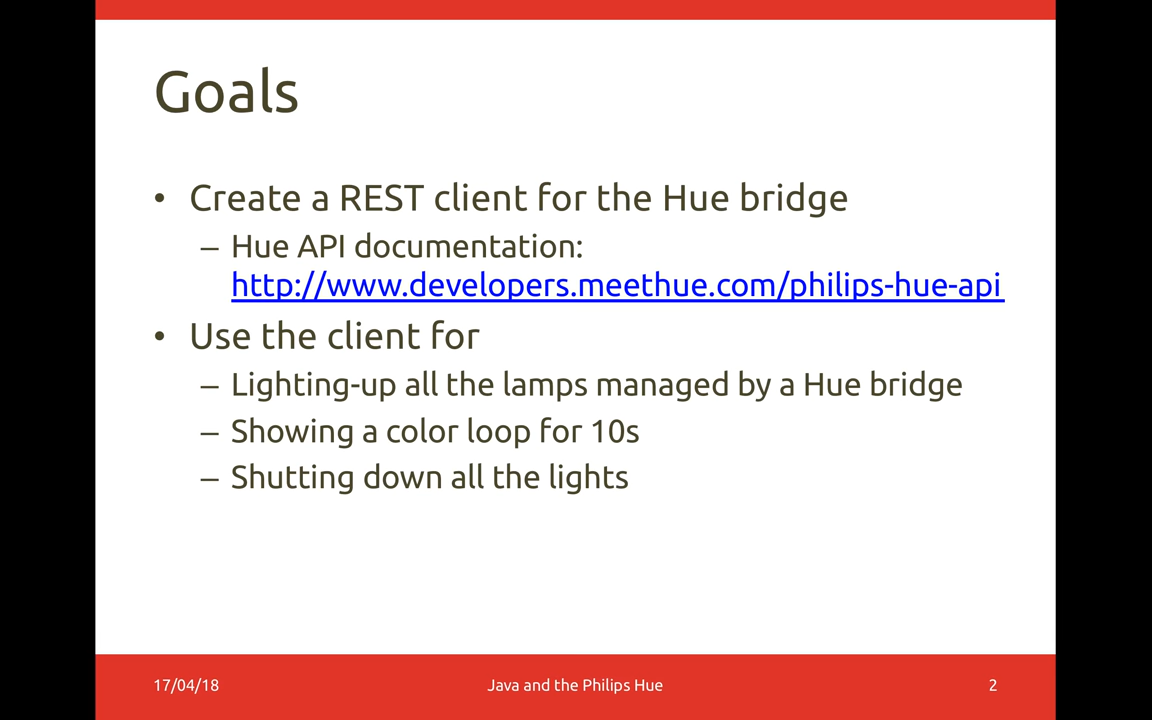 Goals
• Create a REST client for the Hue bridge
– Hue API documentation:
http://www.developers.meethue.com/philips-hue-api
• Use the client for
– Lighting-up all the lamps managed by a Hue bridge
– Showing a color loop for 10s
– Shutting down all the lights
17/04/18
Java and the Philips Hue
2